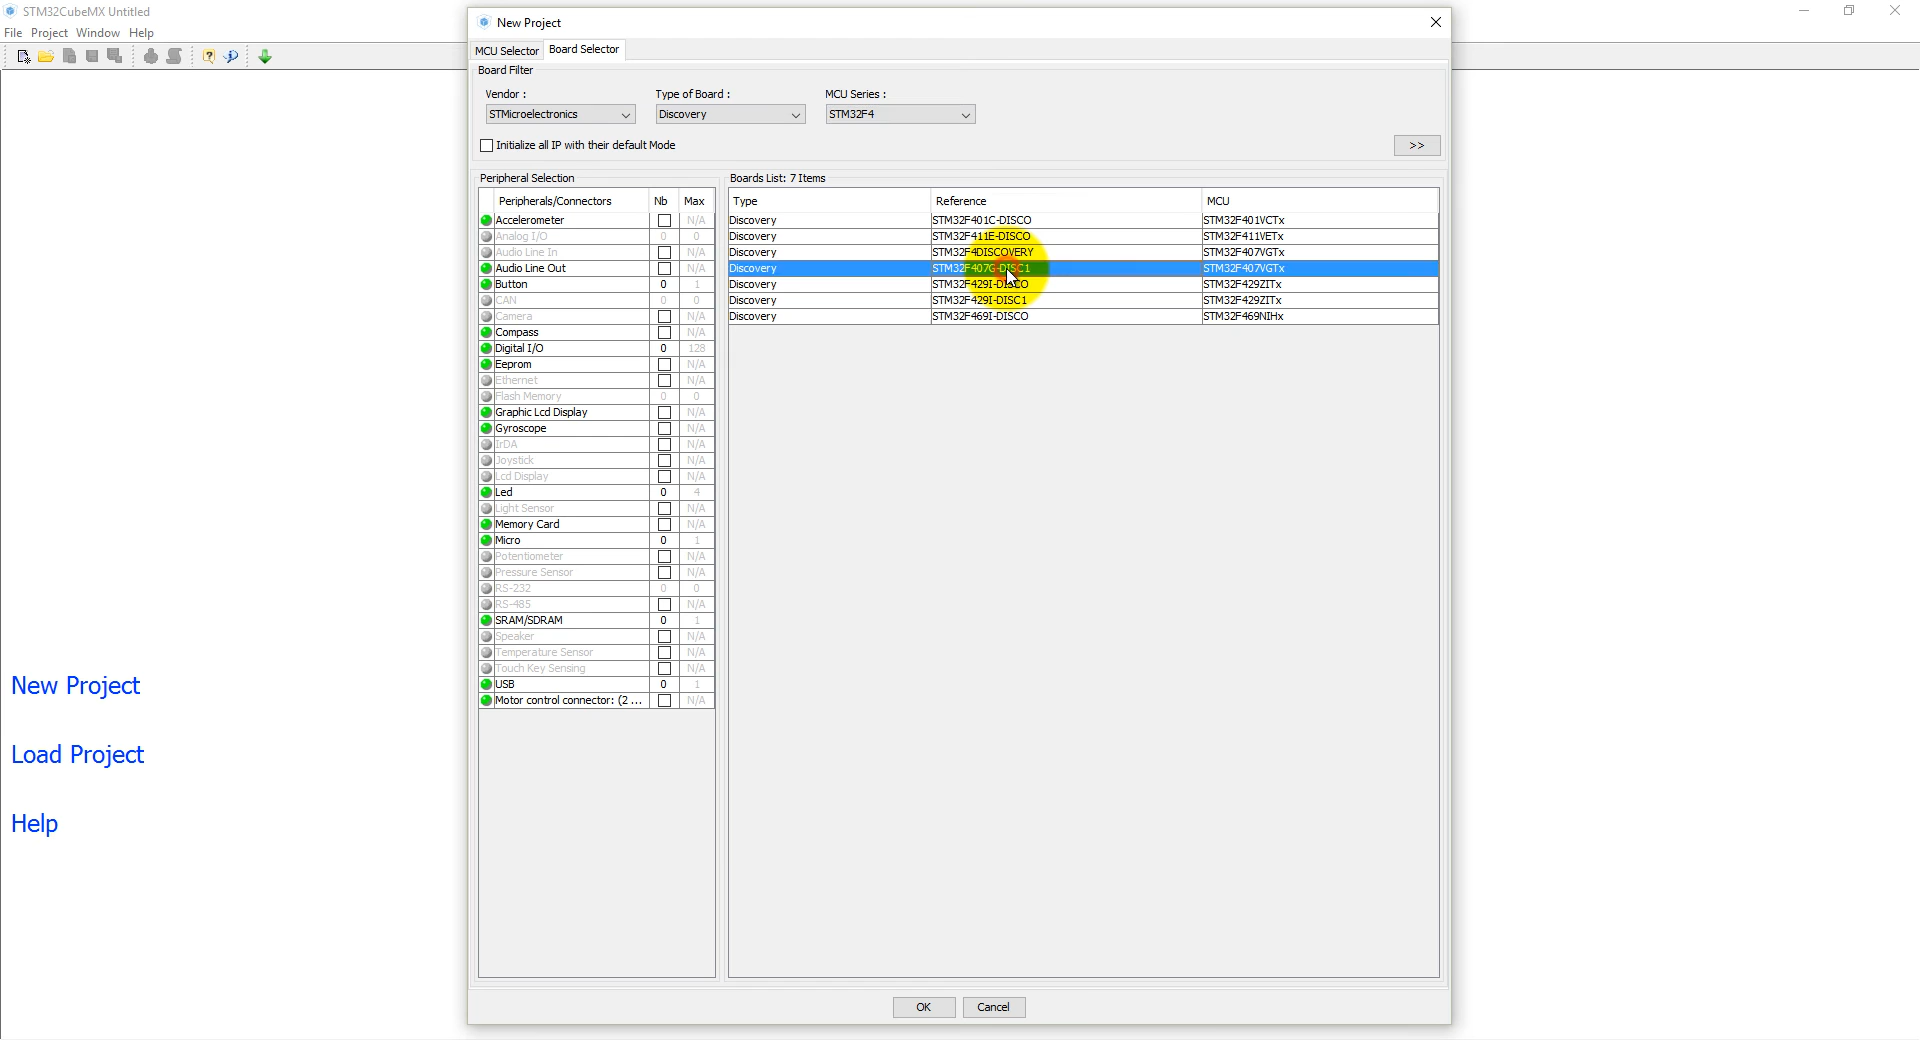 STM32CubeMX Untitled
File Project Window Help
New Project
MCU Selector Board Selector
Board Filter
Vendor : Type of Board : MCU Series :
STMicroelectronics Discovery STM32F4
Initialize all IP with their default Mode >>
Peripheral Selection Boards List: 7 Items
Peripherals/Connectors Nb Max Type Reference MCU
Accelerometer N/A Discovery STM32F401C-DISCO STM32F401VCTx
Analog I/O 0 0 Discovery STM32F411E-DISCO STM32F411VETx
Audio Line In N/A Discovery STM32F4DISCOVERY STM32F407VGTx
Audio Line Out N/A Discovery STM32F407G-DISC1 STM32F407VGTx
Button 0 1 Discovery STM32F429I-DISCO STM32F429ZITx
CAN 0 0 Discovery STM32F429I-DISC1 STM32F429ZITx
Camera N/A Discovery STM32F469I-DISCO STM32F469NIHx
Compass N/A
Digital I/O 0 128
Eeprom N/A
Ethernet N/A
Flash Memory 0 0
Graphic Lcd Display N/A
Gyroscope N/A
IrDA N/A
Joystick N/A
Lcd Display N/A
Led 0 4
Light Sensor N/A
Memory Card N/A
Micro 0 1
Potentiometer N/A
Pressure Sensor N/A
RS-232 0 0
RS-485 N/A
SRAM/SDRAM 0 1
Speaker N/A
Temperature Sensor N/A
Touch Key Sensing N/A
USB 0 1
Motor control connector: (2 ... N/A
New Project
Load Project
Help
OK Cancel